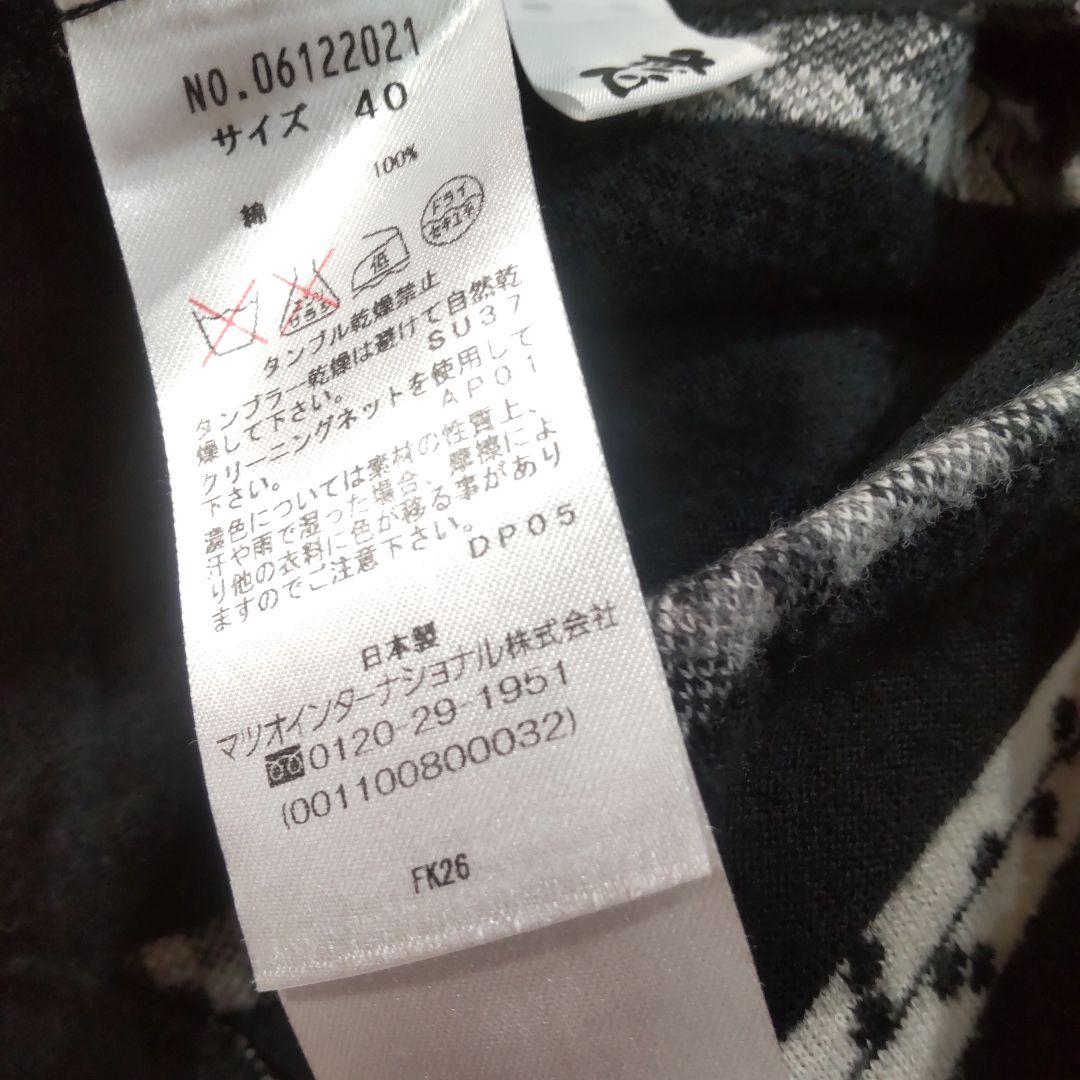 NO.06122021
サイズ 40
100%
綿
ドライ
セキユ系
低
エンソ
サラシ
タンブル乾燥禁止
タンブラー乾燥は避けて自然乾
燥して下さい。 SU37
クリーニングネットを使用して
下さい。 AP01
濃色については素材の性質上、
汗や雨で湿った場合、摩擦によ
り他の衣料に色が移る事があり
ますのでご注意下さい。
DP05
日本製
マリオインターナショナル株式会社
0120-29-1951
(001100800032)
FK26